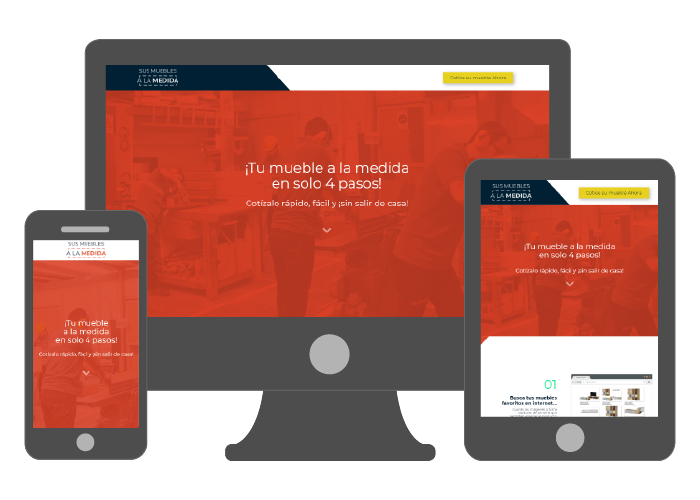 SUS MUEBLES
A LA MEDIDA
Cotice su mueble Ahora
¡Tu mueble a la medida
en solo 4 pasos!
Cotízalo rápido, fácil y ¡sin salir de casa!
SUS MUEBLES
A LA MEDIDA
Cotice su mueble Ahora
¡Tu mueble a la medida
en solo 4 pasos!
Cotízalo rápido, fácil y ¡sin salir de casa!
01
Busca tus muebles
favoritos en internet...
SUS MUEBLES
A LA MEDIDA
¡Tu mueble
a la medida
en solo 4 pasos!
Cotízalo rápido, fácil y ¡sin salir de casa!